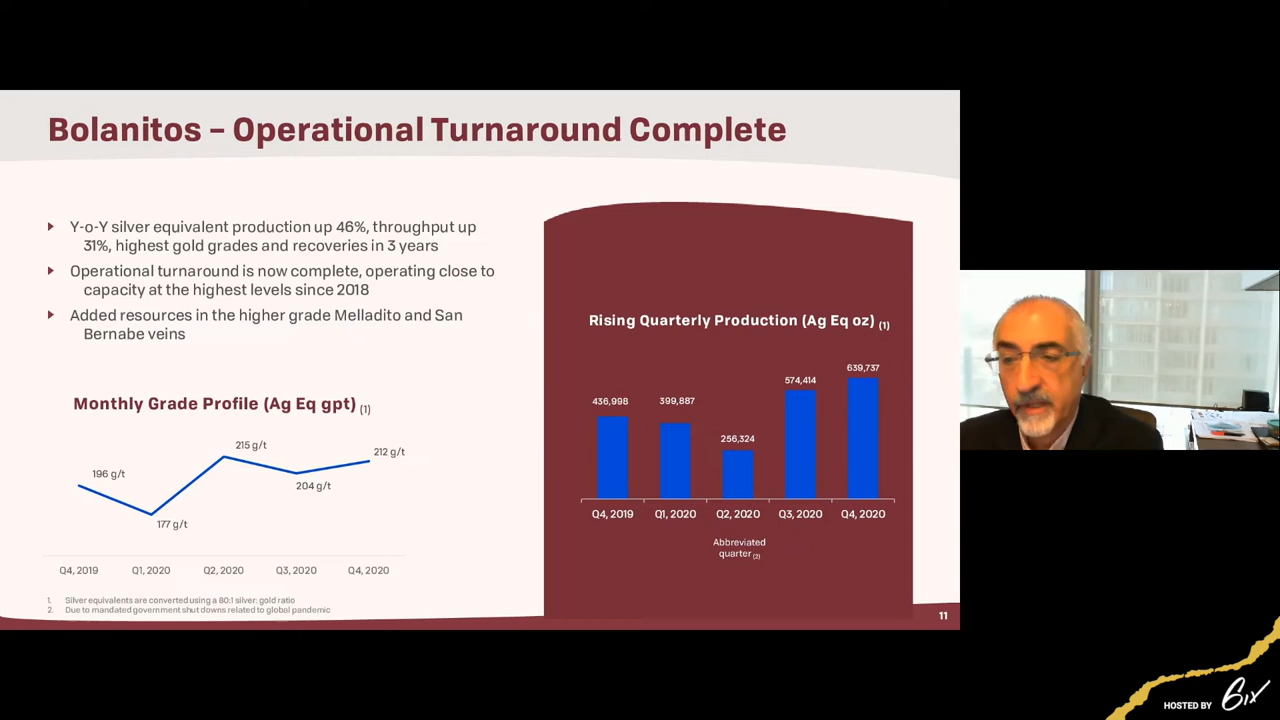 Bolanitos – Operational Turnaround Complete
Y-o-Y silver equivalent production up 46%, throughput up
31%, highest gold grades and recoveries in 3 years
Operational turnaround is now complete, operating close to
capacity at the highest levels since 2018
Added resources in the higher grade Melladito and San
Bernabe veins
Monthly Grade Profile (Ag Eq gpt) (1)
196 g/t
177 g/t
215 g/t
204 g/t
212 g/t
Q4, 2019 Q1, 2020 Q2, 2020 Q3, 2020 Q4, 2020
1. Silver equivalents are converted using a 80:1 silver: gold ratio
2. Due to mandated government shut downs related to global pandemic
Rising Quarterly Production (Ag Eq oz) (1)
436,998
399,887
256,324
574,414
639,737
Q4, 2019 Q1, 2020 Q2, 2020 Q3, 2020 Q4, 2020
Abbreviated
quarter (2)
11
HOSTED BY 6ix